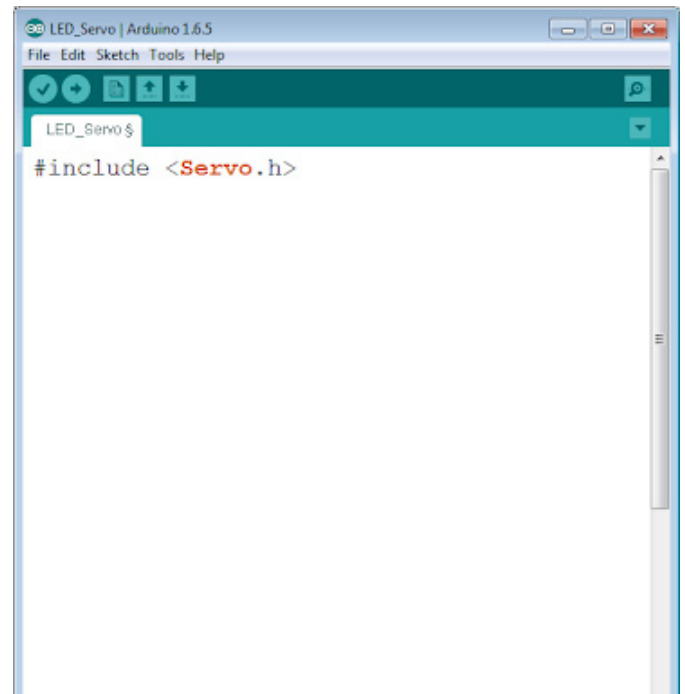 LED_Servo | Arduino 1.6.5
File Edit Sketch Tools Help
LED_Servo §
#include <Servo.h>